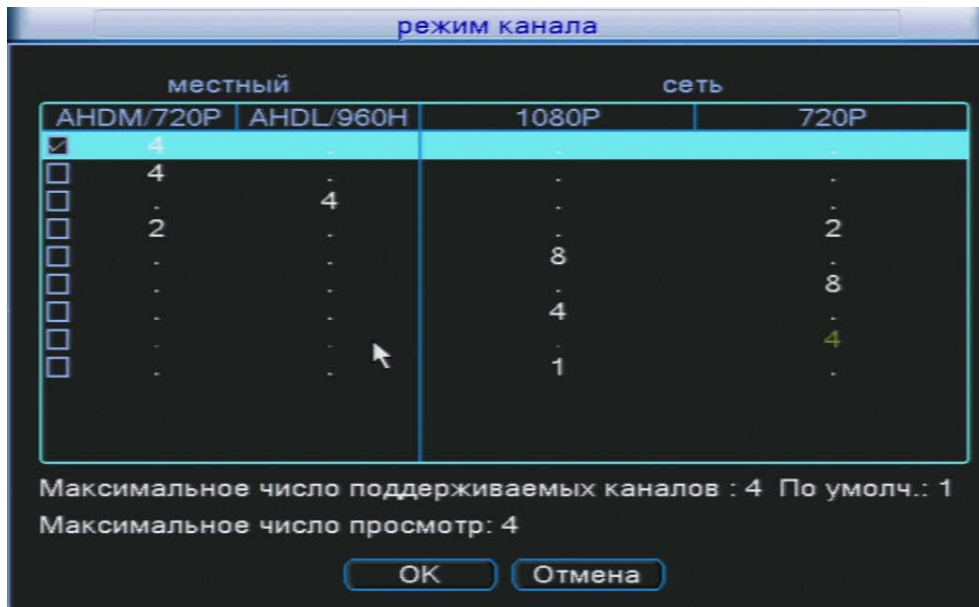 режим канала
местный сеть
AHDM/720P AHDL/960H 1080P 720P
4 . . .
4 . . .
. 4 . .
2 . . 2
. . 8 .
. . . 8
. . 4 .
. . . 4
. . 1 .
Максимальное число поддерживаемых каналов : 4 По умолч.: 1
Максимальное число просмотр: 4
OK Отмена